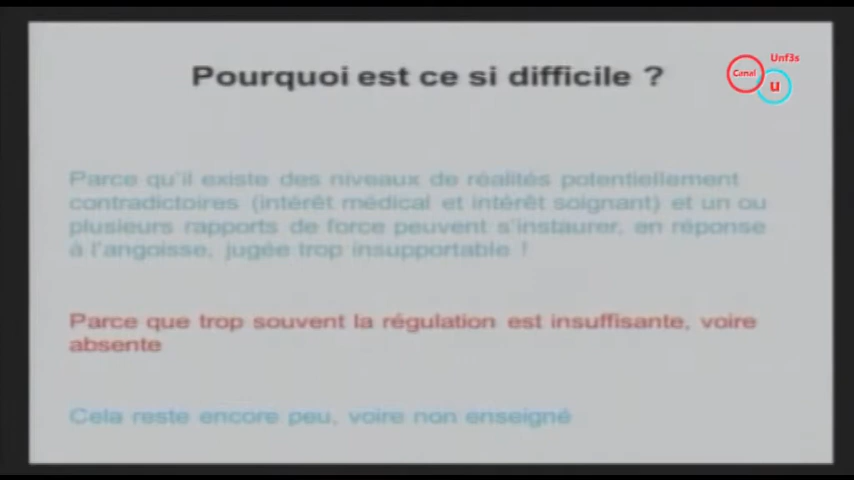 Pourquoi est ce si difficile ?
Unf3s
Canal
u
Parce qu'il existe des niveaux de réalités potentiellement
contradictoires (intérêt médical et intérêt soignant) et un ou
plusieurs rapports de force peuvent s'instaurer, en réponse
à l'angoisse, jugée trop insupportable !
Parce que trop souvent la régulation est insuffisante, voire
absente
Cela reste encore peu, voire non enseigné